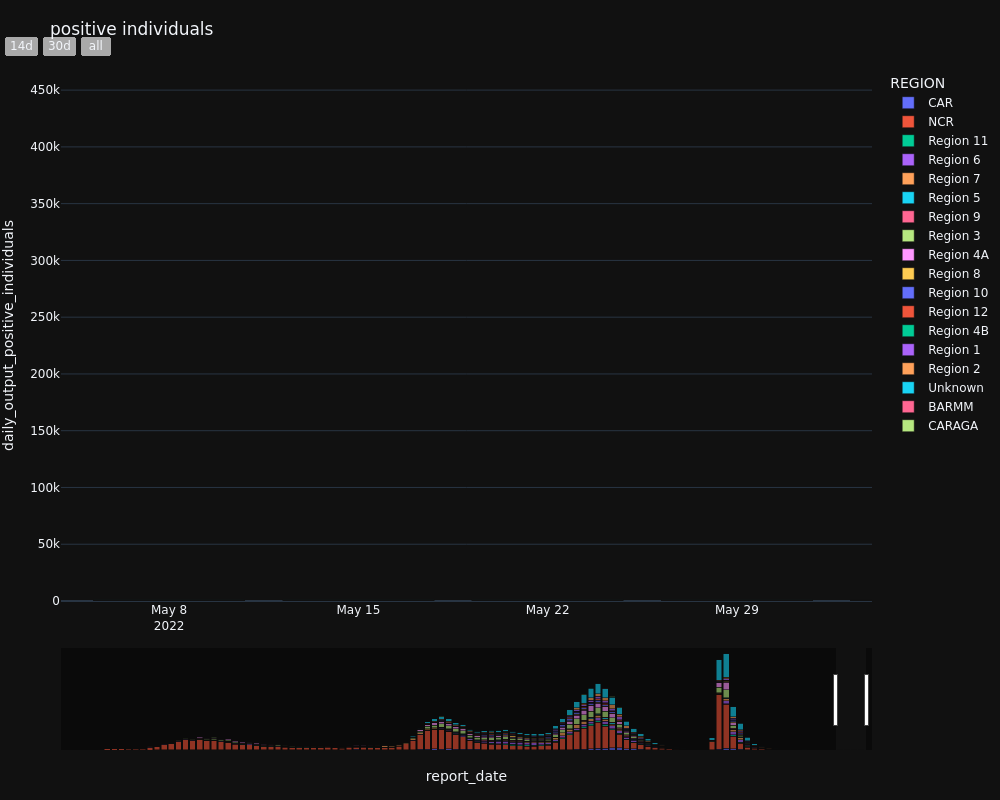 positive individuals
14d 30d all
daily_output_positive_individuals
450k
400k
350k
300k
250k
200k
150k
100k
50k
0
May 8 May 15 May 22 May 29
2022
report_date
REGION
CAR
NCR
Region 11
Region 6
Region 7
Region 5
Region 9
Region 3
Region 4A
Region 8
Region 10
Region 12
Region 4B
Region 1
Region 2
Unknown
BARMM
CARAGA